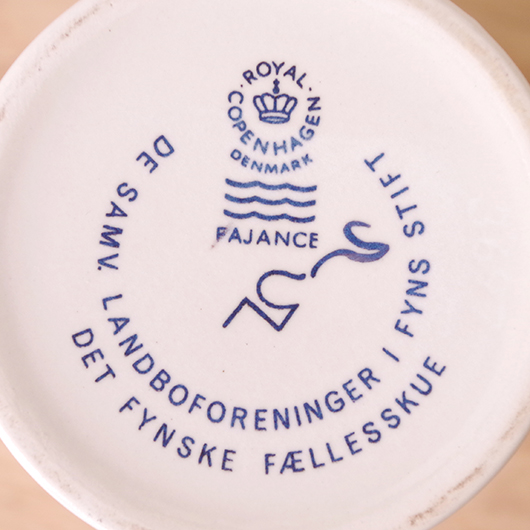 ROYAL
COPENHAGEN
DENMARK
FAJANCE
DE SAMV. LANDBOFORENINGER I FYNS STIFT
DET FYNSKE FÆLLESSKUE